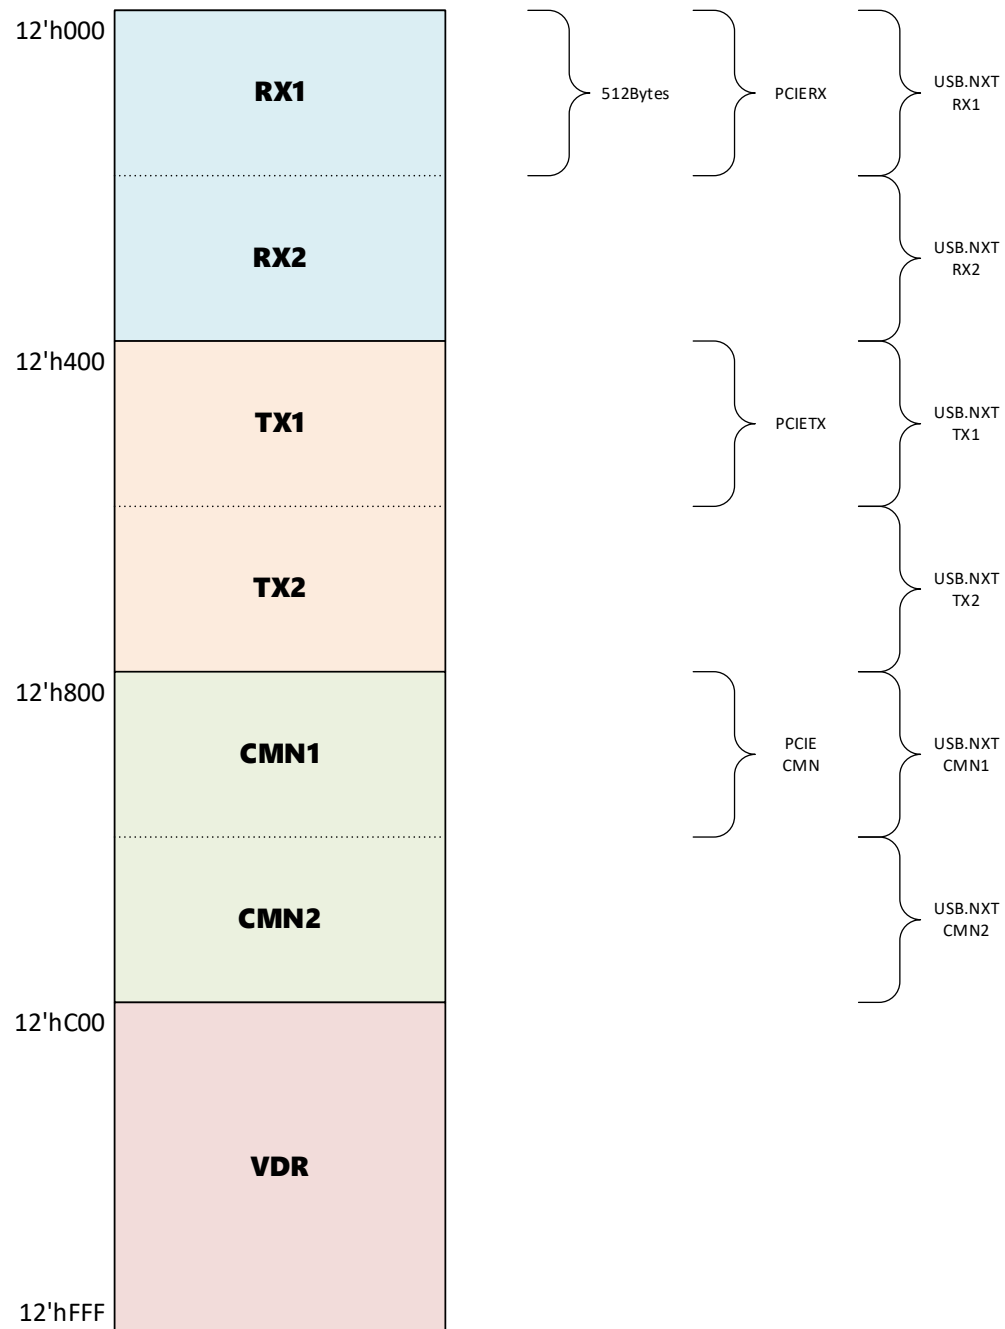 12'h000
RX1
512Bytes
PCIERX
USB.NXT
RX1
RX2
USB.NXT
RX2
12'h400
TX1
PCIETX
USB.NXT
TX1
TX2
USB.NXT
TX2
12'h800
CMN1
PCIE
CMN
USB.NXT
CMN1
CMN2
USB.NXT
CMN2
12'hC00
VDR
12'hFFF